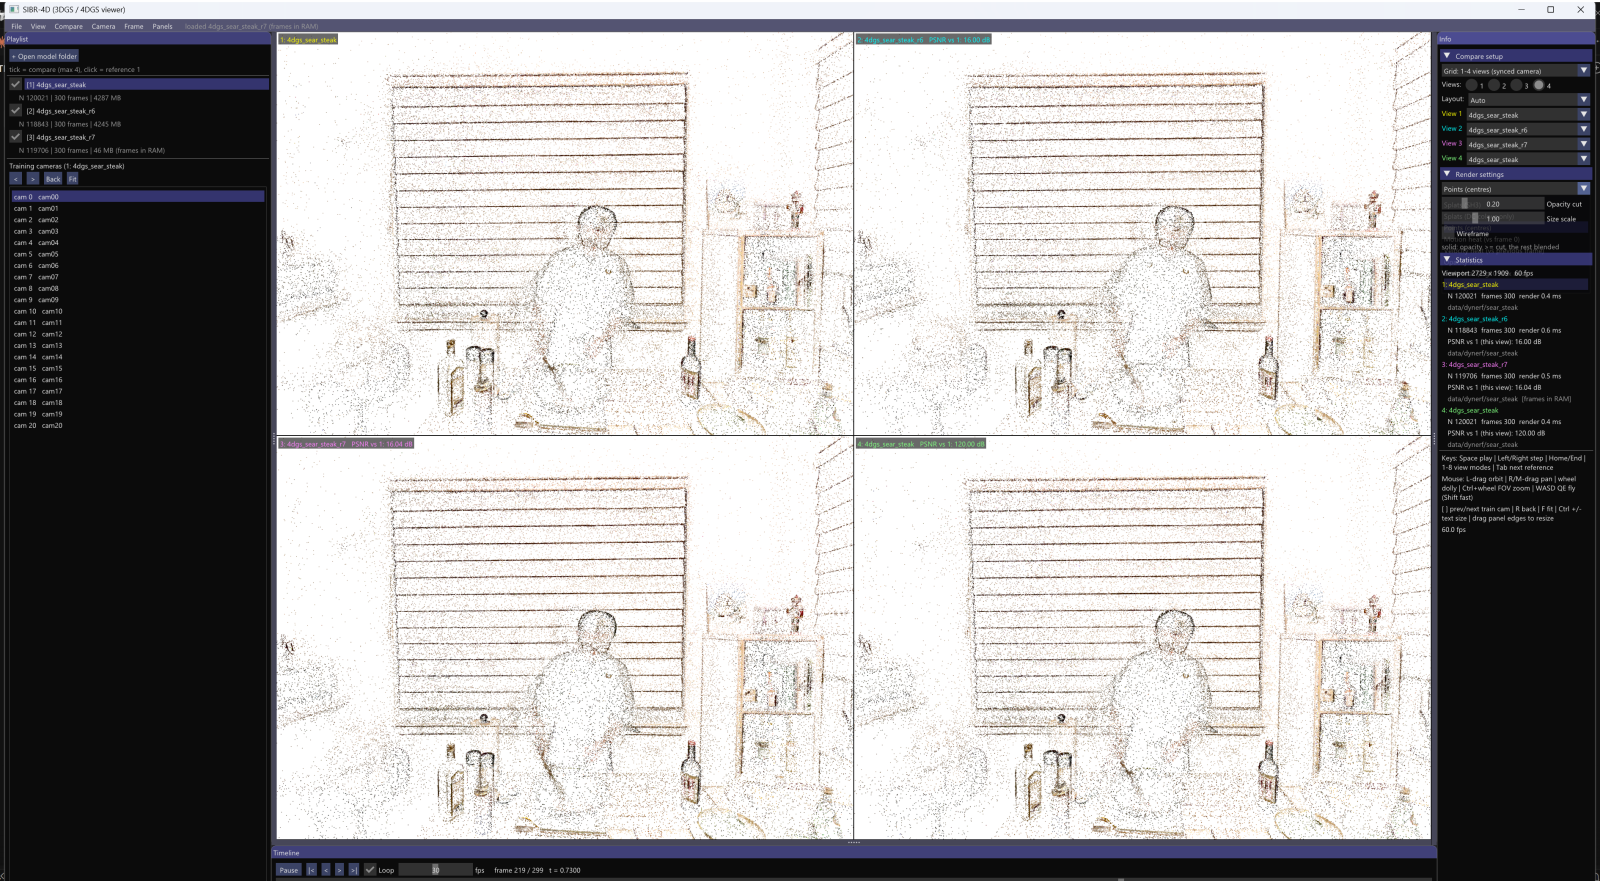 SIBR-4D (3DGS / 4DGS viewer)
File View Compare Camera Frame Panels loaded 4dgs_sear_steak_r7 (frames in RAM)
Playlist
+ Open model folder
tick = compare (max 4), click = reference 1
[1] 4dgs_sear_steak
N 120021 | 300 frames | 4287 MB
[2] 4dgs_sear_steak_r6
N 118843 | 300 frames | 4245 MB
[3] 4dgs_sear_steak_r7
N 119706 | 300 frames | 46 MB (frames in RAM)
Training cameras (1: 4dgs_sear_steak)
< > Back Fit
cam 0 cam00
cam 1 cam01
cam 2 cam02
cam 3 cam03
cam 4 cam04
cam 5 cam05
cam 6 cam06
cam 7 cam07
cam 8 cam08
cam 9 cam09
cam 10 cam10
cam 11 cam11
cam 12 cam12
cam 13 cam13
cam 14 cam14
cam 15 cam15
cam 16 cam16
cam 17 cam17
cam 18 cam18
cam 19 cam19
cam 20 cam20
1: 4dgs_sear_steak
2: 4dgs_sear_steak_r6 PSNR vs 1: 16.00 dB
3: 4dgs_sear_steak_r7 PSNR vs 1: 16.04 dB
4: 4dgs_sear_steak PSNR vs 1: 120.00 dB
Timeline
Pause |< < > >| Loop 30 fps frame 219 / 299 t = 0.7300
Info
Compare setup
Grid: 1-4 views (synced camera)
Views: 1 2 3 4
Layout: Auto
View 1 4dgs_sear_steak
View 2 4dgs_sear_steak_r6
View 3 4dgs_sear_steak_r7
View 4 4dgs_sear_steak
Render settings
Points (centres)
0.20 Opacity cut
1.00 Size scale
Wireframe
solid: opacity >= cut, the rest blended
Statistics
Viewport 2729 x 1909 60 fps
1: 4dgs_sear_steak
N 120021 frames 300 render 0.4 ms
data/dynerf/sear_steak
2: 4dgs_sear_steak_r6
N 118843 frames 300 render 0.6 ms
PSNR vs 1 (this view): 16.00 dB
data/dynerf/sear_steak
3: 4dgs_sear_steak_r7
N 119706 frames 300 render 0.5 ms
PSNR vs 1 (this view): 16.04 dB
data/dynerf/sear_steak (frames in RAM)
4: 4dgs_sear_steak
N 120021 frames 300 render 0.4 ms
PSNR vs 1 (this view): 120.00 dB
data/dynerf/sear_steak
Keys: Space play | Left/Right step | Home/End |
1-8 view modes | Tab next reference
Mouse: L-drag orbit | R/M-drag pan | wheel
dolly | Ctrl+wheel FOV zoom | WASD QE fly
(Shift fast)
[ ] prev/next train cam | R back | F fit | Ctrl +/-
text size | drag panel edges to resize
60.0 fps